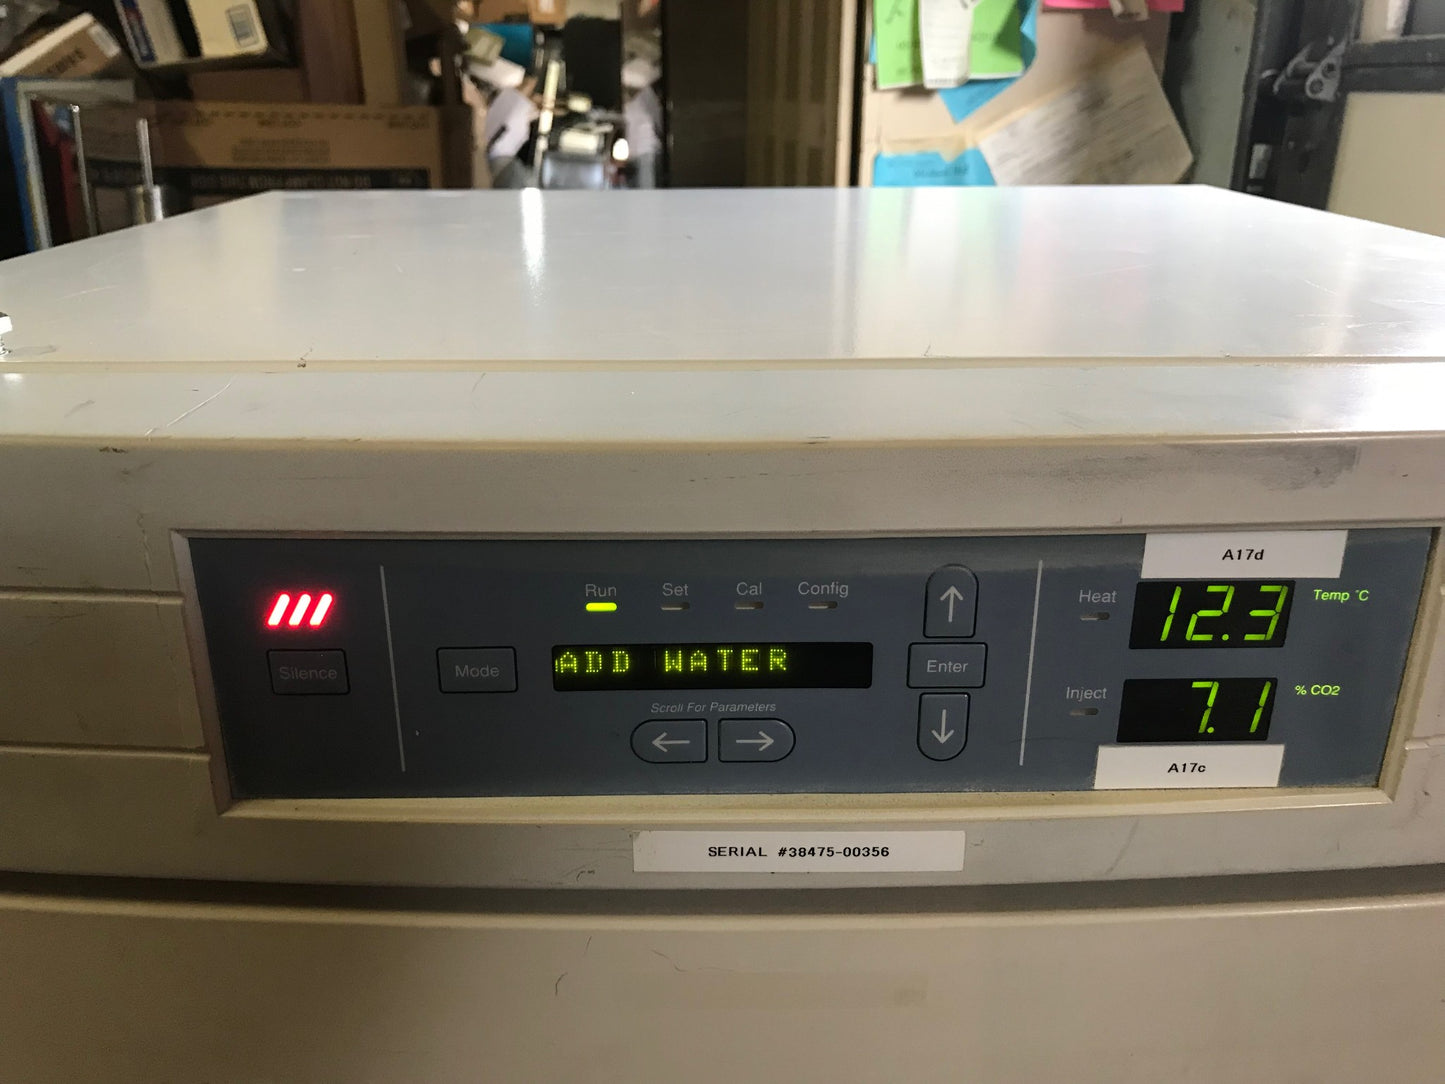 A17d
Run Set Cal Config
Heat
12.3
Temp °C
Silence
Mode
ADD WATER
Enter
Scroll For Parameters
Inject
7.1
% CO2
A17c
SERIAL #38475-00356